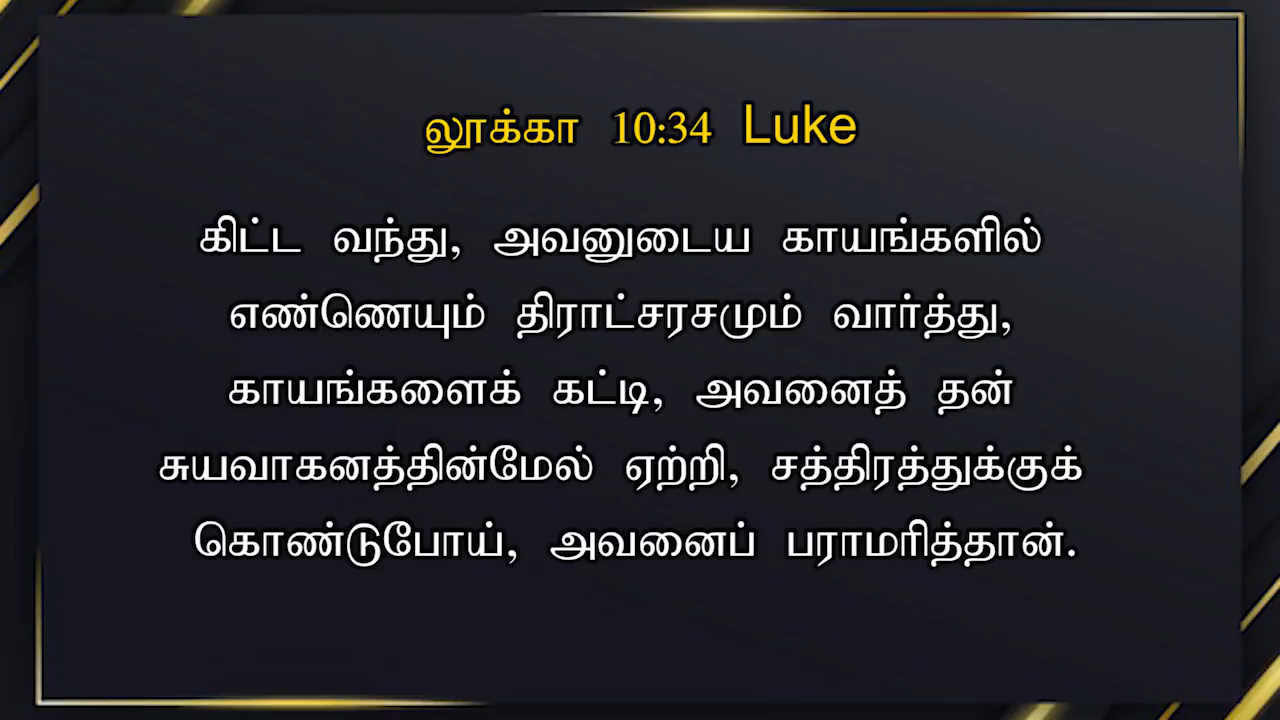 லூக்கா 10:34 Luke
கிட்ட வந்து, அவனுடைய காயங்களில்
எண்ணெயும் திராட்சரசமும் வார்த்து,
காயங்களைக் கட்டி, அவனைத் தன்
சுயவாகனத்தின்மேல் ஏற்றி, சத்திரத்துக்குக்
கொண்டுபோய், அவனைப் பராமரித்தான்.